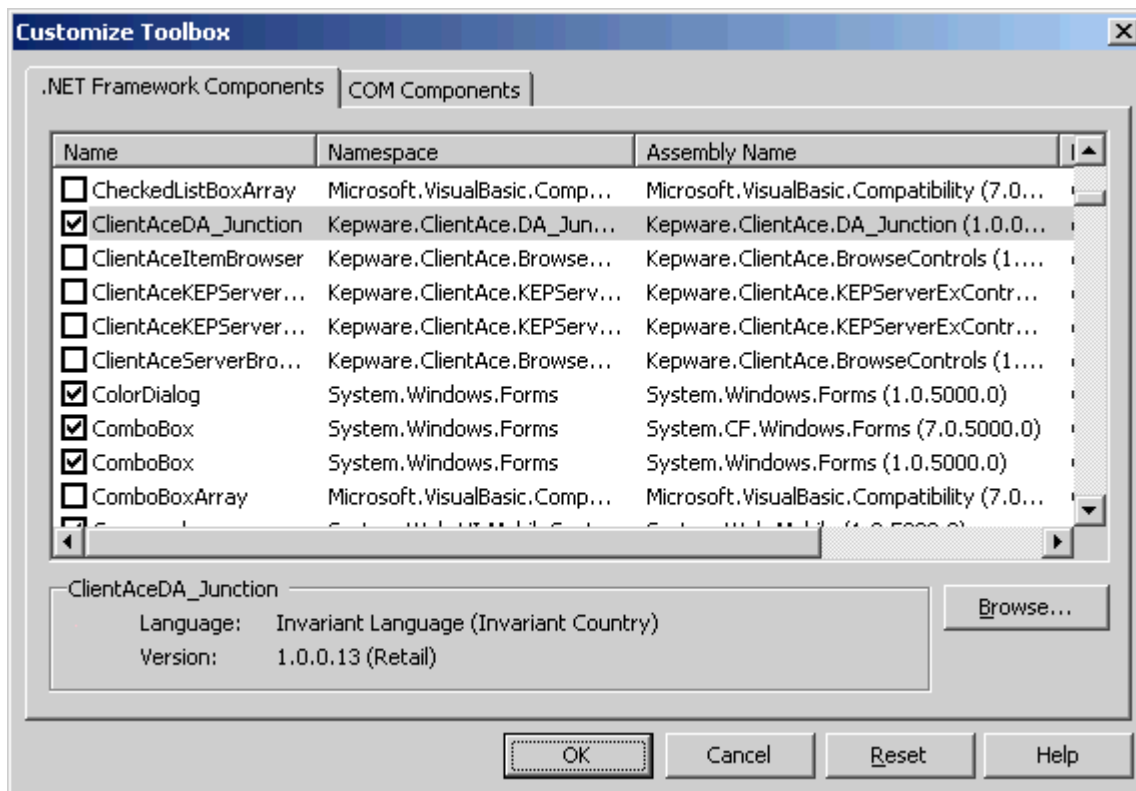 Customize Toolbox
.NET Framework Components COM Components
Name Namespace Assembly Name
CheckedListBoxArray Microsoft.VisualBasic.Comp... Microsoft.VisualBasic.Compatibility (7.0...
ClientAceDA_Junction Kepware.ClientAce.DA_Jun... Kepware.ClientAce.DA_Junction (1.0.0...
ClientAceItemBrowser Kepware.ClientAce.Browse... Kepware.ClientAce.BrowseControls (1....
ClientAceKEPServer... Kepware.ClientAce.KEPServ... Kepware.ClientAce.KEPServerExContr...
ClientAceKEPServer... Kepware.ClientAce.KEPServ... Kepware.ClientAce.KEPServerExContr...
ClientAceServerBro... Kepware.ClientAce.Browse... Kepware.ClientAce.BrowseControls (1....
ColorDialog System.Windows.Forms System.Windows.Forms (1.0.5000.0)
ComboBox System.Windows.Forms System.CF.Windows.Forms (7.0.5000.0)
ComboBox System.Windows.Forms System.Windows.Forms (1.0.5000.0)
ComboBoxArray Microsoft.VisualBasic.Comp... Microsoft.VisualBasic.Compatibility (7.0...
ClientAceDA_Junction
Browse...
Language: Invariant Language (Invariant Country)
Version: 1.0.0.13 (Retail)
OK Cancel Reset Help